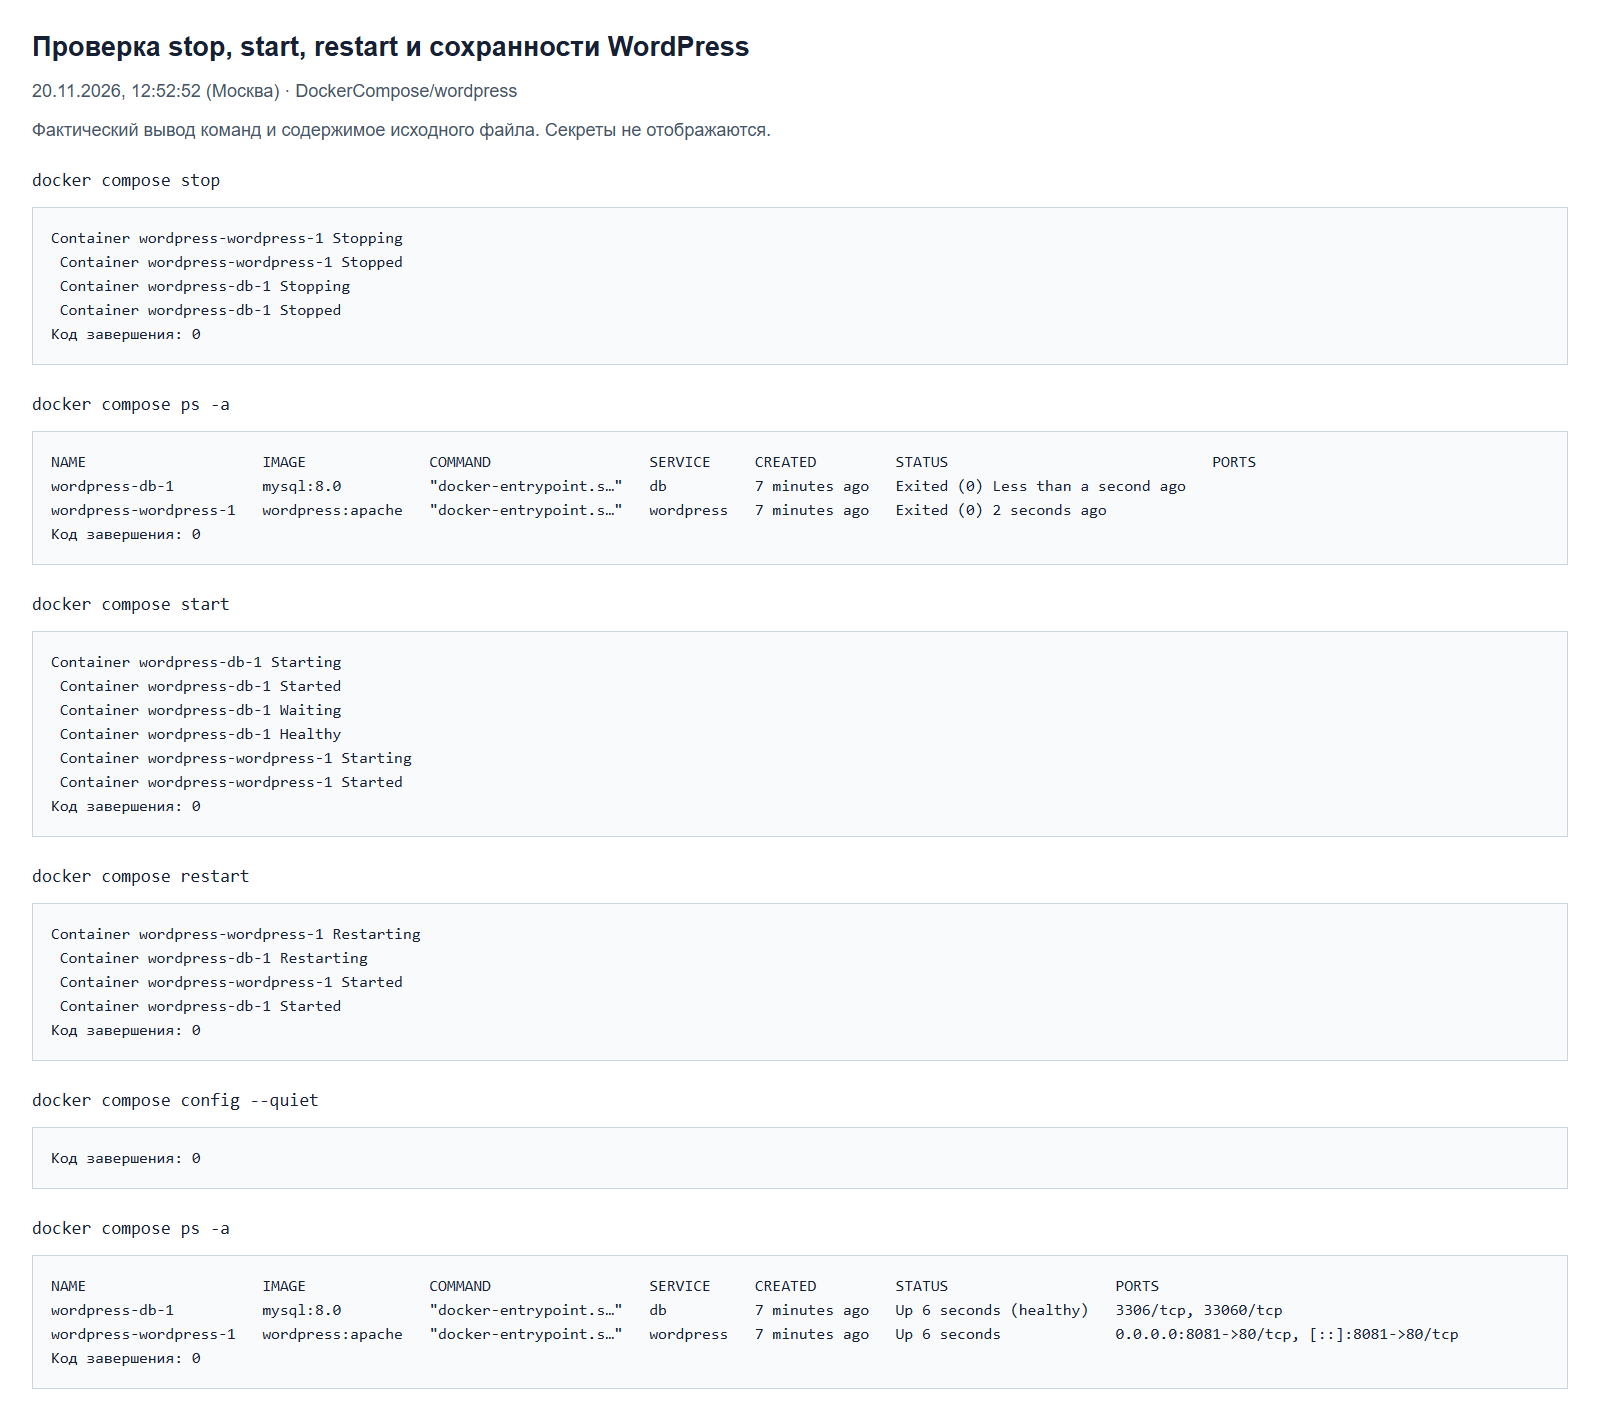 Проверка stop, start, restart и сохранности WordPress
20.11.2026, 12:52:52 (Москва) · DockerCompose/wordpress
Фактический вывод команд и содержимое исходного файла. Секреты не отображаются.
docker compose stop
Container wordpress-wordpress-1 Stopping
 Container wordpress-wordpress-1 Stopped
 Container wordpress-db-1 Stopping
 Container wordpress-db-1 Stopped
Код завершения: 0
docker compose ps -a
NAME                    IMAGE              COMMAND                  SERVICE     CREATED         STATUS                              PORTS
wordpress-db-1          mysql:8.0          "docker-entrypoint.s…"   db          7 minutes ago   Exited (0) Less than a second ago
wordpress-wordpress-1   wordpress:apache   "docker-entrypoint.s…"   wordpress   7 minutes ago   Exited (0) 2 seconds ago
Код завершения: 0
docker compose start
Container wordpress-db-1 Starting
 Container wordpress-db-1 Started
 Container wordpress-db-1 Waiting
 Container wordpress-db-1 Healthy
 Container wordpress-wordpress-1 Starting
 Container wordpress-wordpress-1 Started
Код завершения: 0
docker compose restart
Container wordpress-wordpress-1 Restarting
 Container wordpress-db-1 Restarting
 Container wordpress-wordpress-1 Started
 Container wordpress-db-1 Started
Код завершения: 0
docker compose config --quiet
Код завершения: 0
docker compose ps -a
NAME                    IMAGE              COMMAND                  SERVICE     CREATED         STATUS                   PORTS
wordpress-db-1          mysql:8.0          "docker-entrypoint.s…"   db          7 minutes ago   Up 6 seconds (healthy)   3306/tcp, 33060/tcp
wordpress-wordpress-1   wordpress:apache   "docker-entrypoint.s…"   wordpress   7 minutes ago   Up 6 seconds             0.0.0.0:8081->80/tcp, [::]:8081->80/tcp
Код завершения: 0